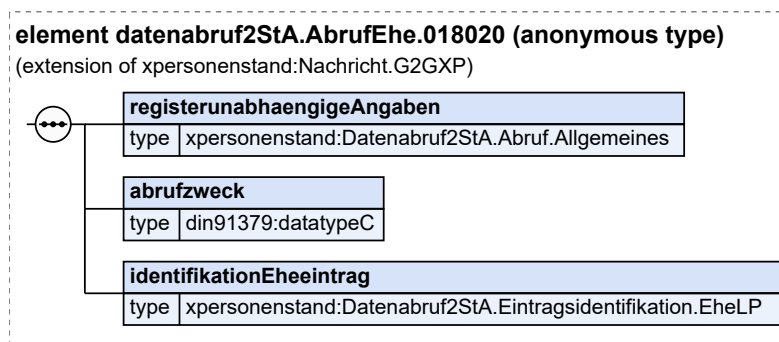 element datenabruf2StA.AbrufEhe.018020 (anonymous type)
(extension of xpersonenstand:Nachricht.G2GXP)
registerunabhaengigeAngaben
type xpersonenstand:Datenabruf2StA.Abruf.Allgemeines
abrufzweck
type din91379:datatypeC
identifikationEheeintrag
type xpersonenstand:Datenabruf2StA.Eintragsidentifikation.EheLP